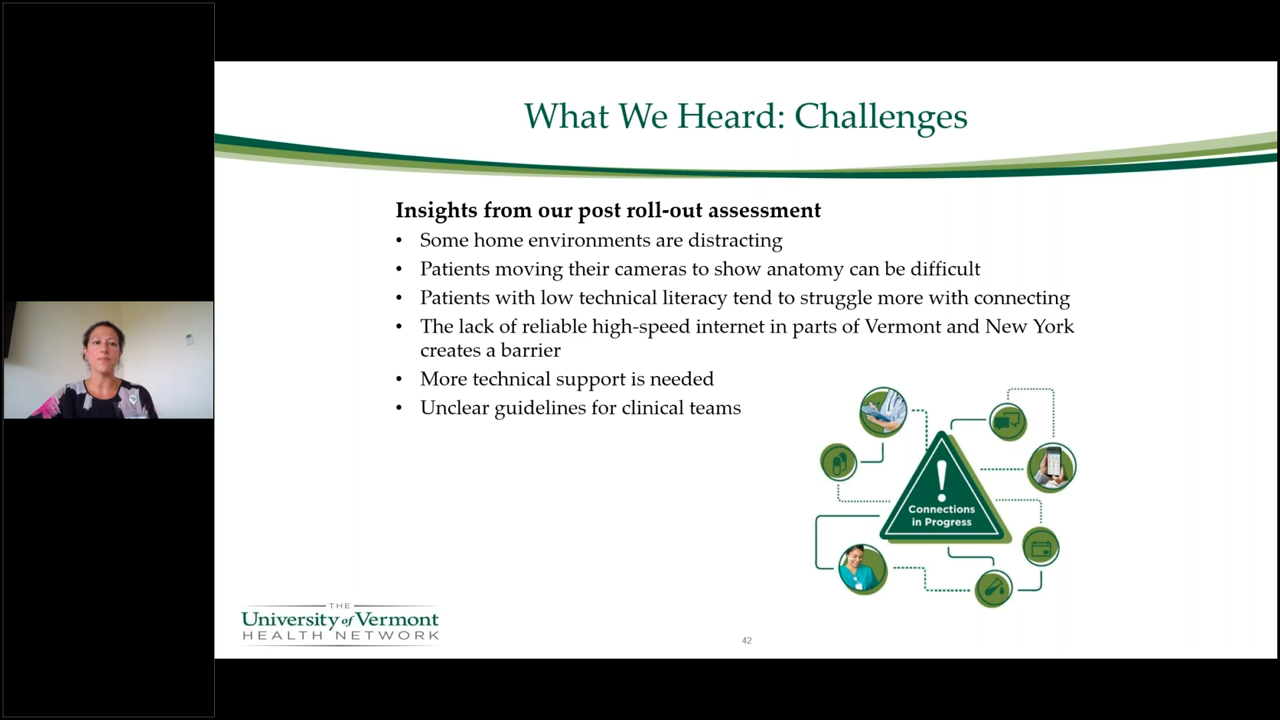 What We Heard: Challenges
Insights from our post roll-out assessment
• Some home environments are distracting
• Patients moving their cameras to show anatomy can be difficult
• Patients with low technical literacy tend to struggle more with connecting
• The lack of reliable high-speed internet in parts of Vermont and New York
creates a barrier
• More technical support is needed
• Unclear guidelines for clinical teams
!
Connections
in Progress
THE
University of Vermont
HEALTH NETWORK
42